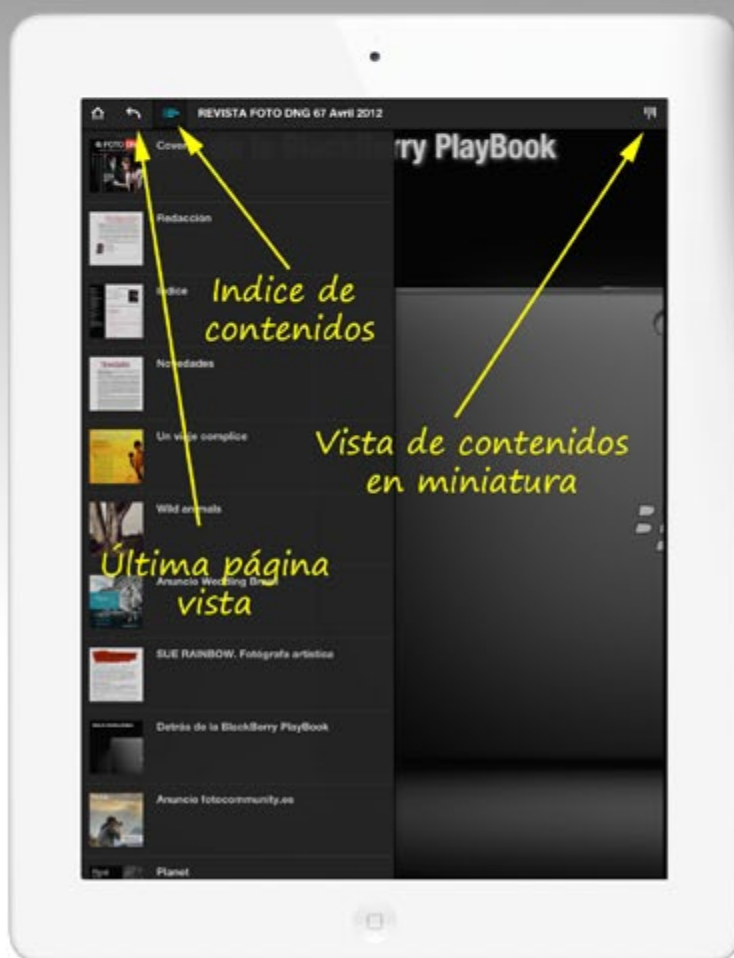 REVISTA FOTO DNG 67 Avril 2012
Cover
rry PlayBook
Redacción
Indice
Indice de
contenidos
Novedades
Un viaje complice
Vista de contenidos
en miniatura
Wild animals
Última página
vista
Anuncio Wedding
SUE RAINBOW. Fotógrafa artística
Detrás de la BlackBerry PlayBook
Anuncio fotocommunity.es
Planet